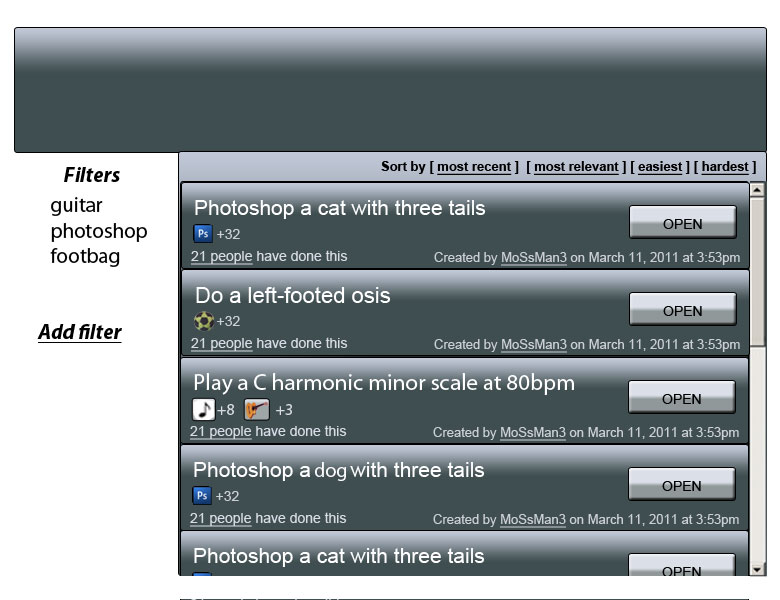 Sort by [ most recent ] [ most relevant ] [ easiest ] [ hardest ]
Filters
guitar
photoshop
footbag
Add filter
Photoshop a cat with three tails
Ps +32
OPEN
21 people have done this
Created by MoSsMan3 on March 11, 2011 at 3:53pm
Do a left-footed osis
+32
OPEN
21 people have done this
Created by MoSsMan3 on March 11, 2011 at 3:53pm
Play a C harmonic minor scale at 80bpm
+8 +3
OPEN
21 people have done this
Created by MoSsMan3 on March 11, 2011 at 3:53pm
Photoshop a dog with three tails
Ps +32
OPEN
21 people have done this
Created by MoSsMan3 on March 11, 2011 at 3:53pm
Photoshop a cat with three tails
OPEN